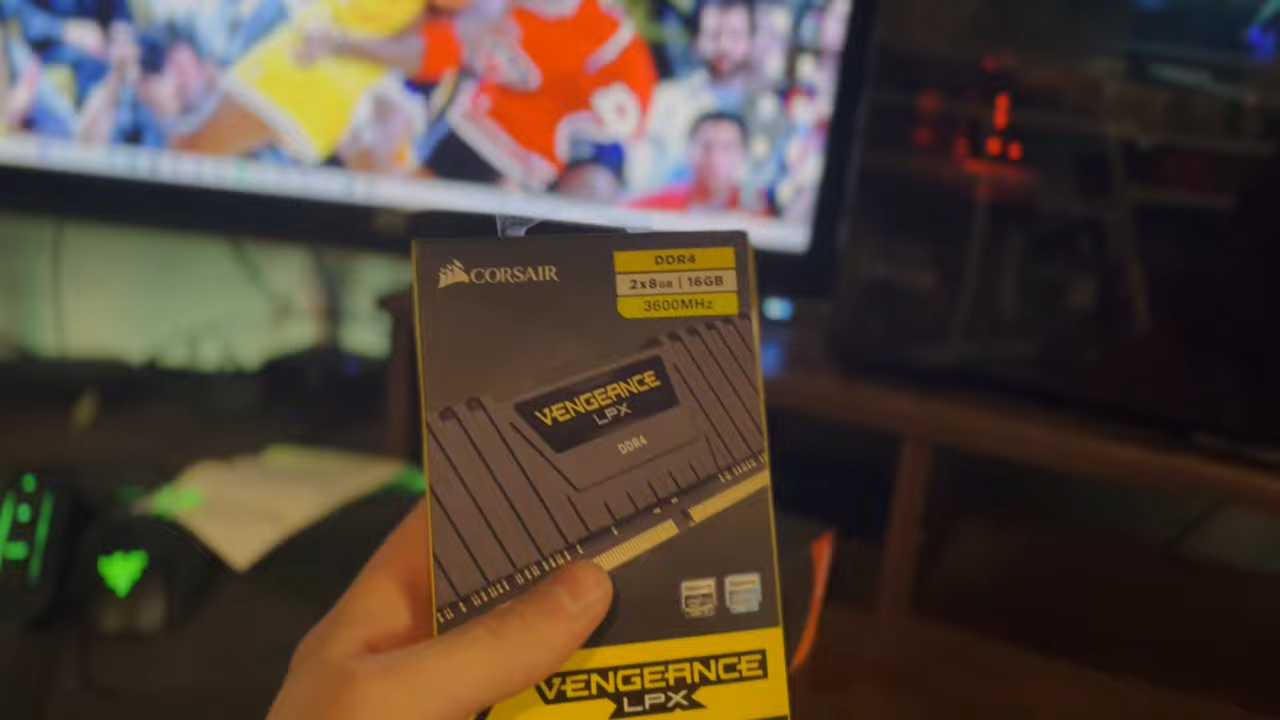 CORSAIR
DDR4
2x8GB | 16GB
3600MHz
VENGEANCE
LPX
DDR4
VENGEANCE
LPX